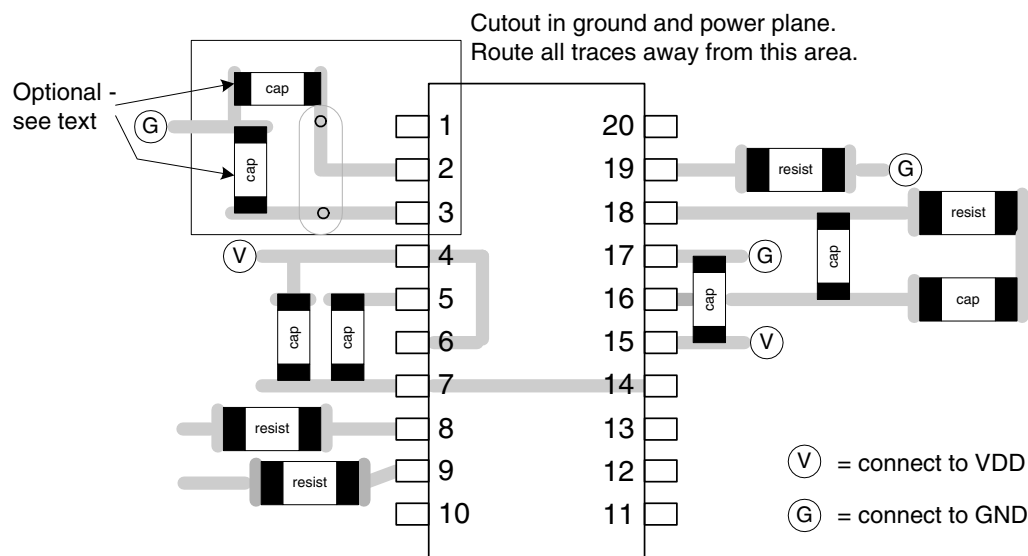 Cutout in ground and power plane.
Route all traces away from this area.
Optional -
see text
cap
G
cap
1
20
2
19
resist
G
3
18
resist
V
4
17
G
cap
5
16
cap
cap
cap
cap
6
15
V
7
14
8
13
resist
9
12
resist
10
11
V = connect to VDD
G = connect to GND